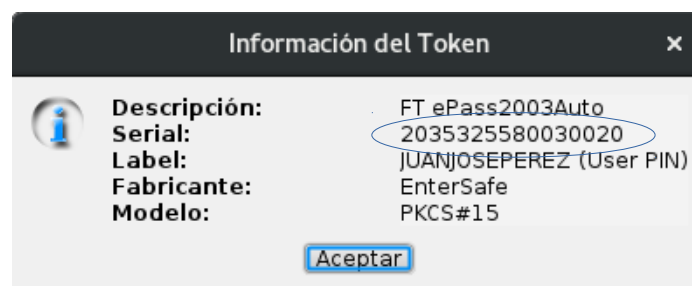 Información del Token
Descripción: FT ePass2003Auto
Serial: 2035325580030020
Label: JUANJOSEPEREZ (User PIN)
Fabricante: EnterSafe
Modelo: PKCS#15
Aceptar